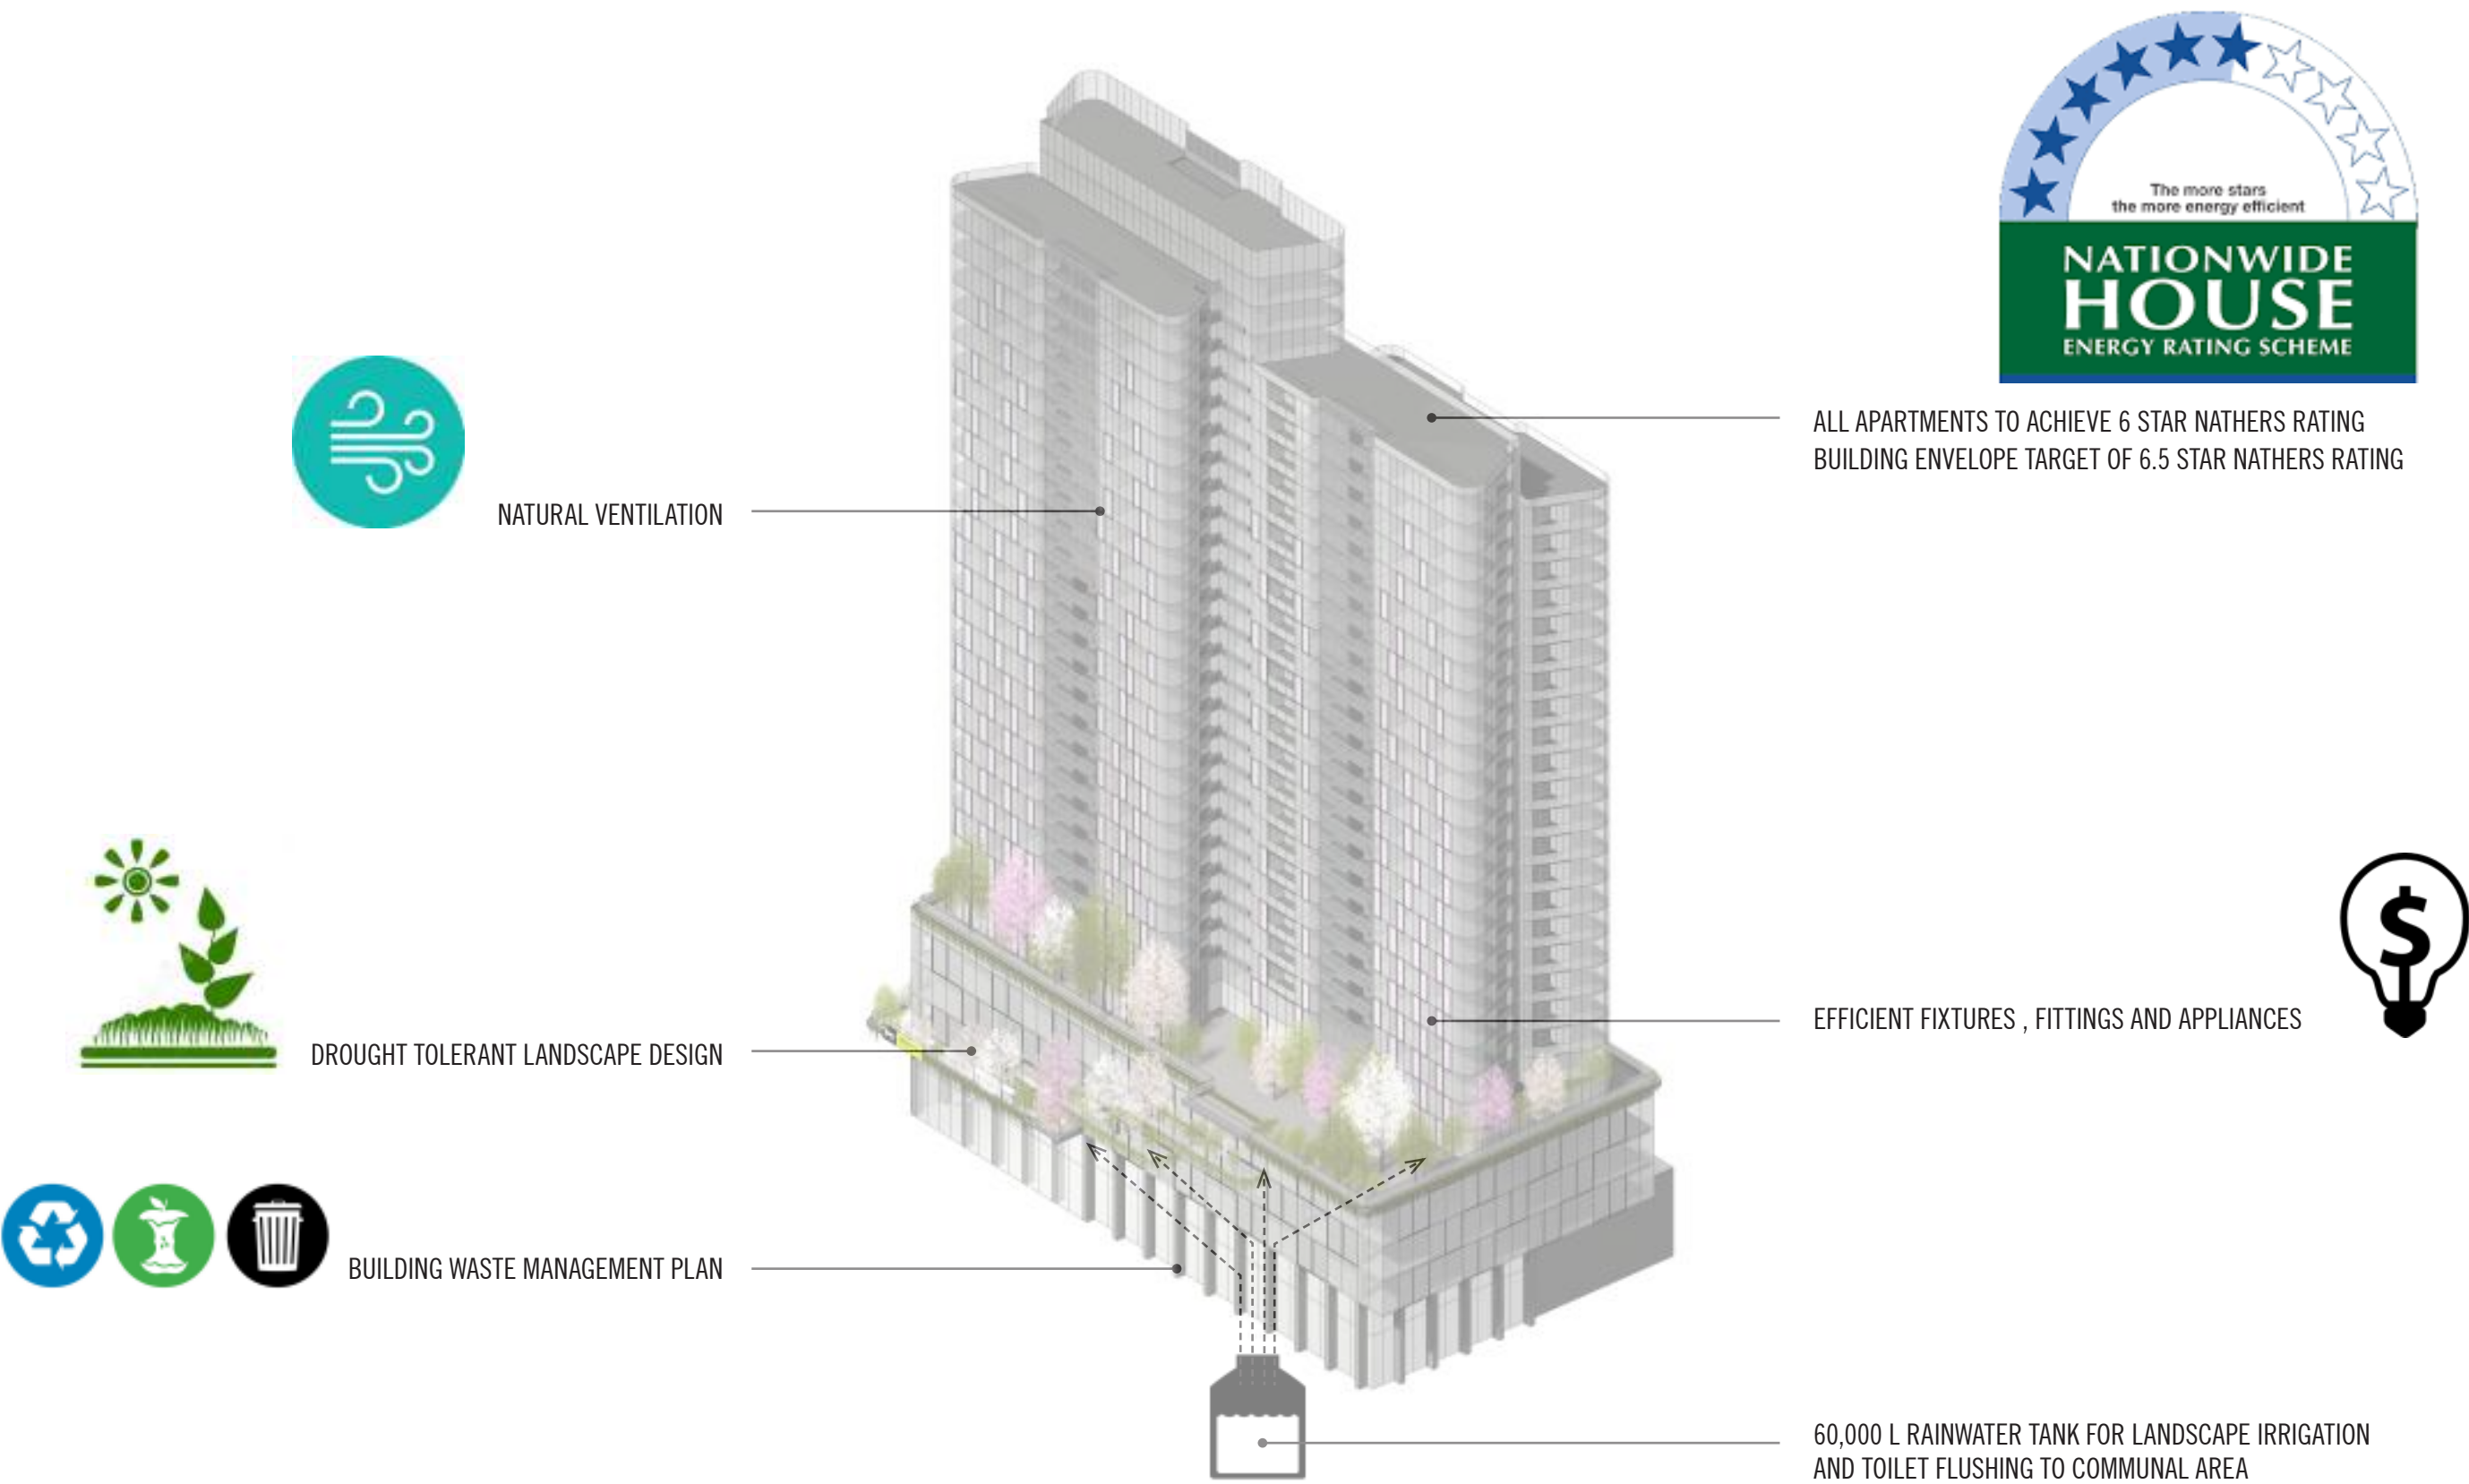 The more stars
the more energy efficient
NATIONWIDE
HOUSE
ENERGY RATING SCHEME
ALL APARTMENTS TO ACHIEVE 6 STAR NATHERS RATING
BUILDING ENVELOPE TARGET OF 6.5 STAR NATHERS RATING
NATURAL VENTILATION
$
EFFICIENT FIXTURES , FITTINGS AND APPLIANCES
DROUGHT TOLERANT LANDSCAPE DESIGN
BUILDING WASTE MANAGEMENT PLAN
60,000 L RAINWATER TANK FOR LANDSCAPE IRRIGATION
AND TOILET FLUSHING TO COMMUNAL AREA